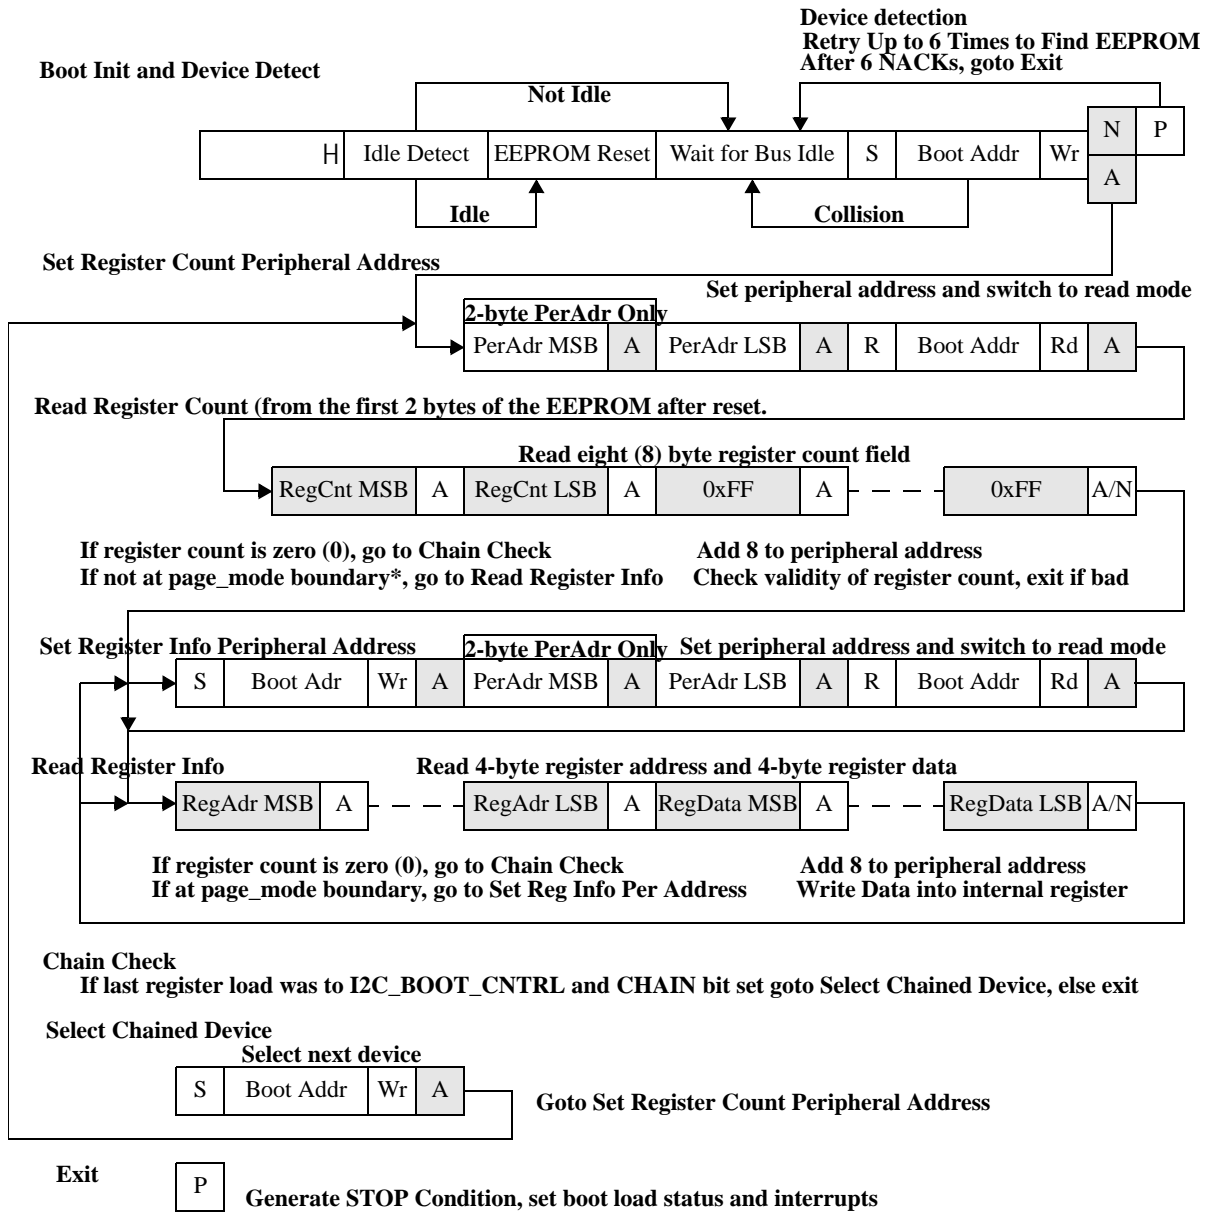 Device detection
Retry Up to 6 Times to Find EEPROM
After 6 NACKs, goto Exit
Boot Init and Device Detect
Not Idle
N P
H Idle Detect EEPROM Reset Wait for Bus Idle S Boot Addr Wr
A
Idle Collision
Set Register Count Peripheral Address
Set peripheral address and switch to read mode
2-byte PerAdr Only
PerAdr MSB A PerAdr LSB A R Boot Addr Rd A
Read Register Count (from the first 2 bytes of the EEPROM after reset.
Read eight (8) byte register count field
RegCnt MSB A RegCnt LSB A 0xFF A 0xFF A/N
If register count is zero (0), go to Chain Check Add 8 to peripheral address
If not at page_mode boundary*, go to Read Register Info Check validity of register count, exit if bad
Set Register Info Peripheral Address 2-byte PerAdr Only Set peripheral address and switch to read mode
S Boot Adr Wr A PerAdr MSB A PerAdr LSB A R Boot Addr Rd A
Read Register Info Read 4-byte register address and 4-byte register data
RegAdr MSB A RegAdr LSB A RegData MSB A RegData LSB A/N
If register count is zero (0), go to Chain Check Add 8 to peripheral address
If at page_mode boundary, go to Set Reg Info Per Address Write Data into internal register
Chain Check
If last register load was to I2C_BOOT_CNTRL and CHAIN bit set goto Select Chained Device, else exit
Select Chained Device
Select next device
S Boot Addr Wr A
Goto Set Register Count Peripheral Address
Exit P
Generate STOP Condition, set boot load status and interrupts